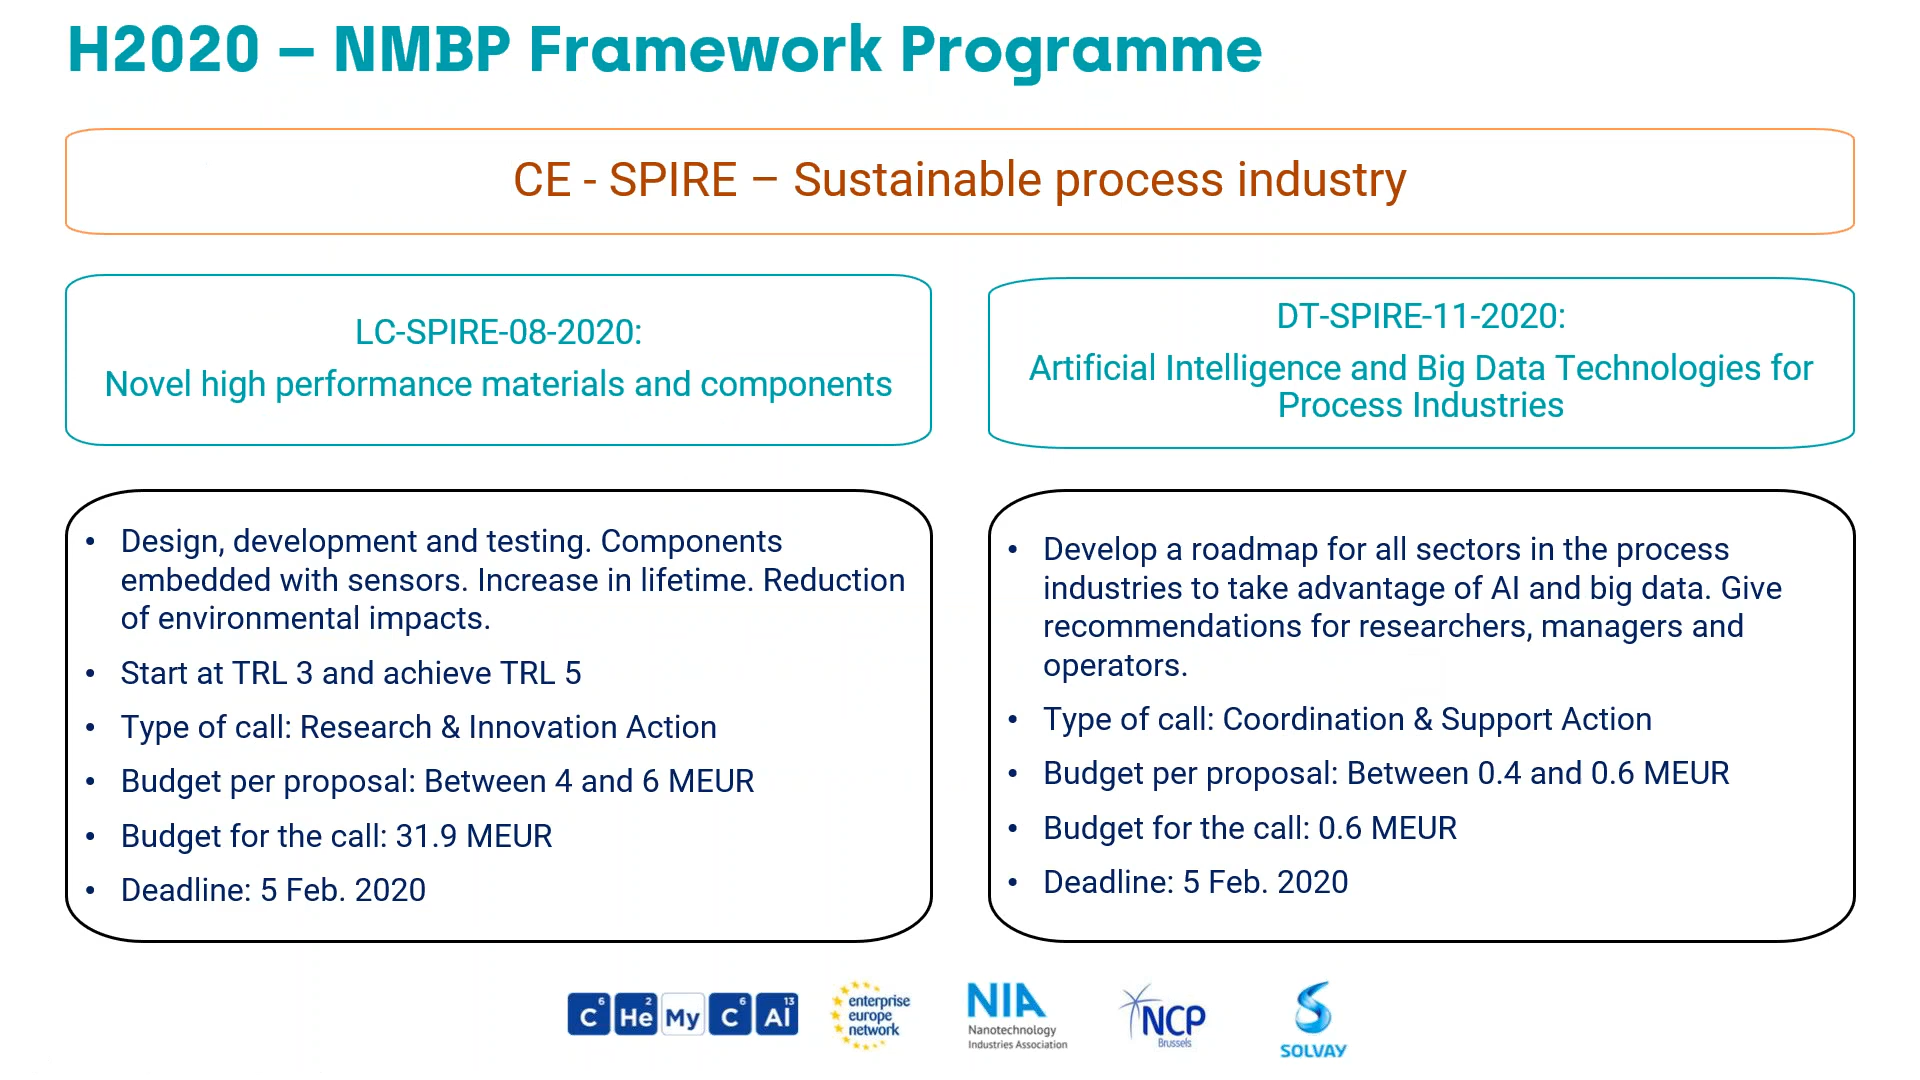 H2020 – NMBP Framework Programme
CE - SPIRE – Sustainable process industry
LC-SPIRE-08-2020:
Novel high performance materials and components
DT-SPIRE-11-2020:
Artificial Intelligence and Big Data Technologies for
Process Industries
• Design, development and testing. Components
embedded with sensors. Increase in lifetime. Reduction
of environmental impacts.
• Start at TRL 3 and achieve TRL 5
• Type of call: Research & Innovation Action
• Budget per proposal: Between 4 and 6 MEUR
• Budget for the call: 31.9 MEUR
• Deadline: 5 Feb. 2020
• Develop a roadmap for all sectors in the process
industries to take advantage of AI and big data. Give
recommendations for researchers, managers and
operators.
• Type of call: Coordination & Support Action
• Budget per proposal: Between 0.4 and 0.6 MEUR
• Budget for the call: 0.6 MEUR
• Deadline: 5 Feb. 2020
6 2 6 13
C He My C Al
enterprise
europe
network
NIA
Nanotechnology
Industries Association
NCP
Brussels
SOLVAY